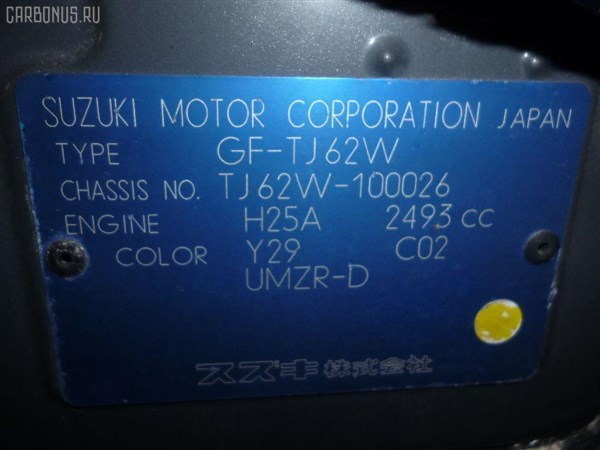 CARBONUS.RU
SUZUKI MOTOR CORPORATION JAPAN
TYPE GF-TJ62W
CHASSIS NO. TJ62W-100026
ENGINE H25A 2493 cc
COLOR Y29 C02
UMZR-D
スズキ株式会社